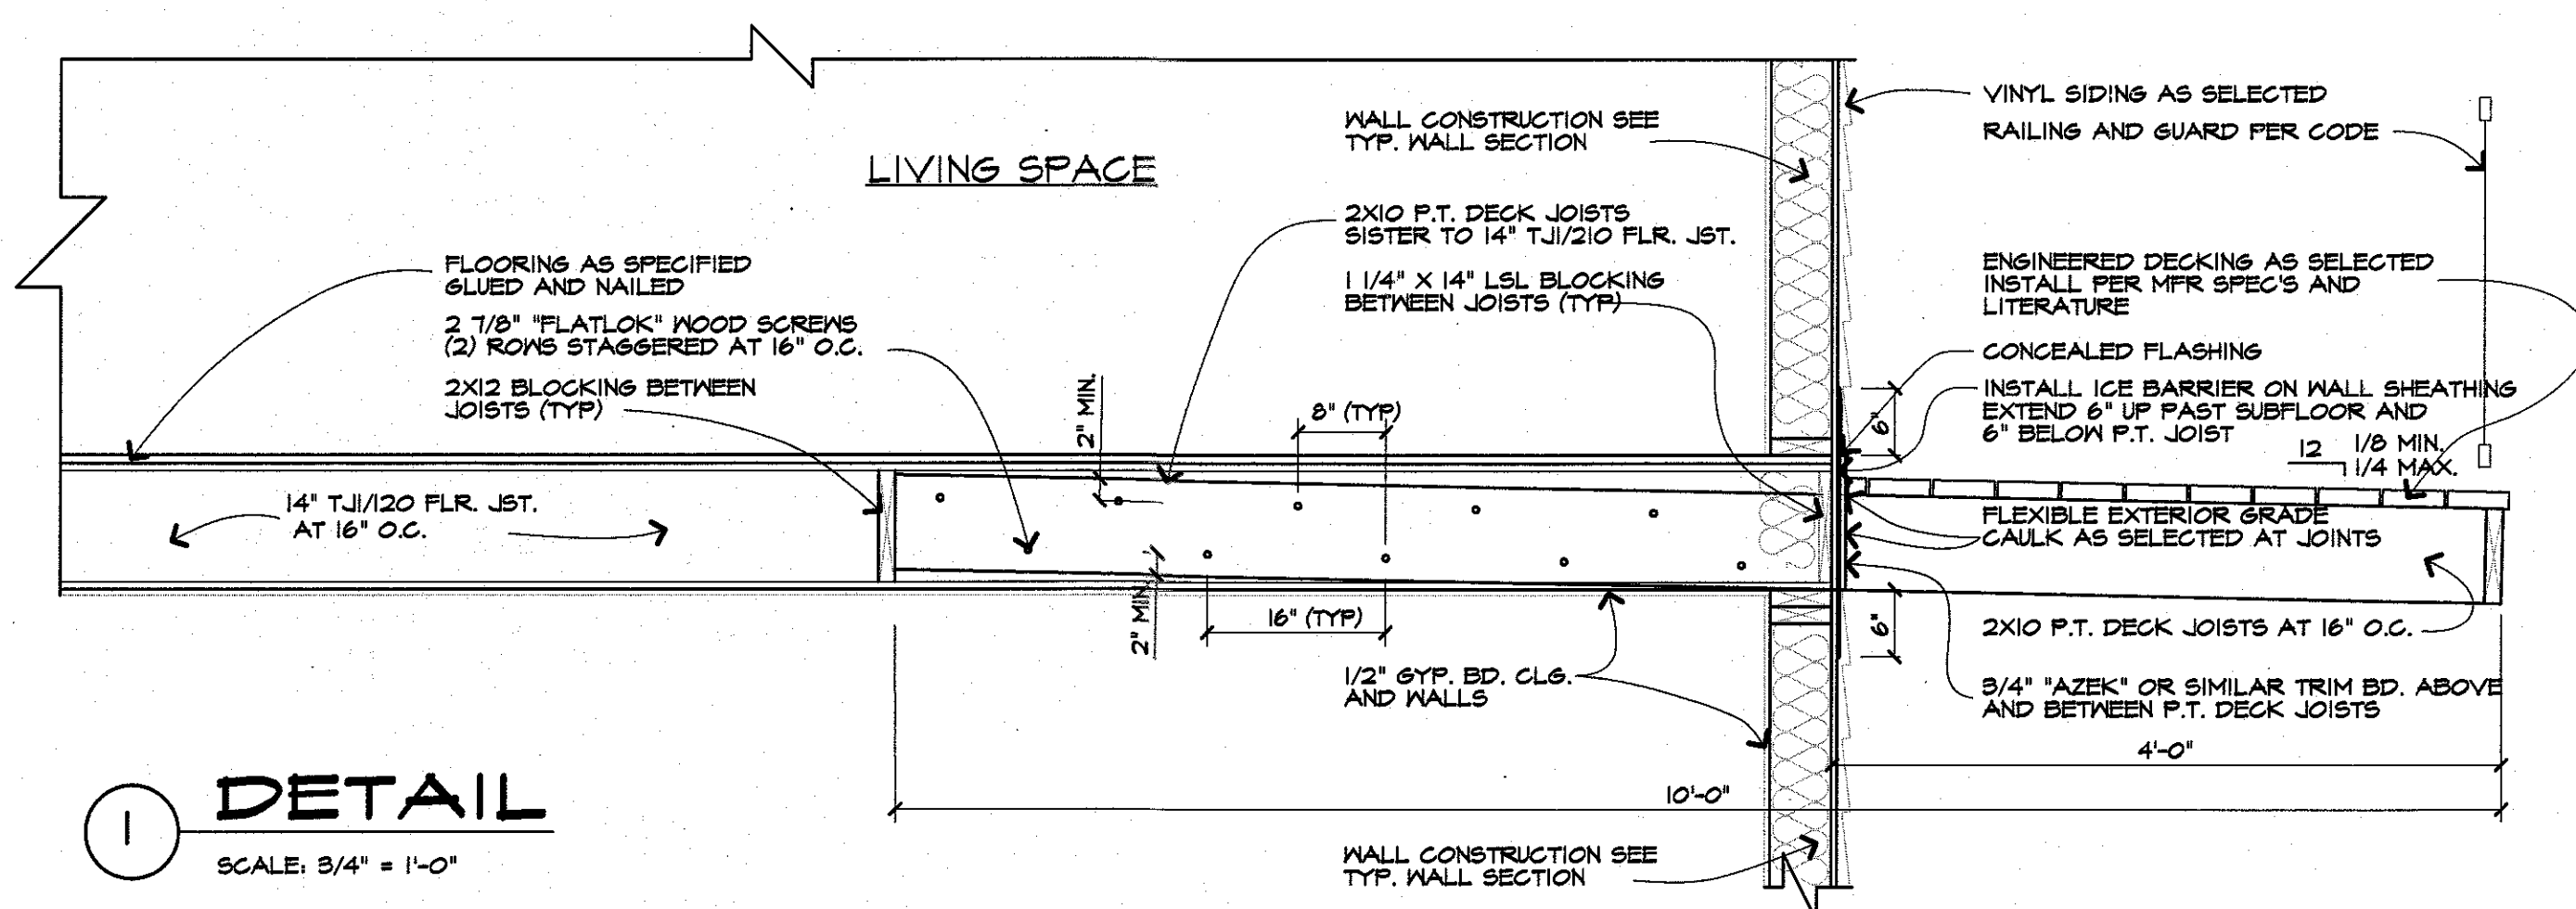 LIVING SPACE
FLOORING AS SPECIFIED
GLUED AND NAILED
2 7/8" "FLATLOK" WOOD SCREWS
(2) ROWS STAGGERED AT 16" O.C.
2X12 BLOCKING BETWEEN
JOISTS (TYP)
14" TJI/120 FLR. JST.
AT 16" O.C.
WALL CONSTRUCTION SEE
TYP. WALL SECTION
2X10 P.T. DECK JOISTS
SISTER TO 14" TJI/210 FLR. JST.
1 1/4" X 14" LSL BLOCKING
BETWEEN JOISTS (TYP)
2" MIN.
8" (TYP)
2" MIN.
16" (TYP)
1/2" GYP. BD. CLG.
AND WALLS
WALL CONSTRUCTION SEE
TYP. WALL SECTION
VINYL SIDING AS SELECTED
RAILING AND GUARD PER CODE
ENGINEERED DECKING AS SELECTED
INSTALL PER MFR SPEC'S AND
LITERATURE
CONCEALED FLASHING
INSTALL ICE BARRIER ON WALL SHEATHING
EXTEND 6" UP PAST SUBFLOOR AND
6" BELOW P.T. JOIST
6"
12
1/8 MIN.
1/4 MAX.
FLEXIBLE EXTERIOR GRADE
CAULK AS SELECTED AT JOINTS
6"
2X10 P.T. DECK JOISTS AT 16" O.C.
3/4" "AZEK" OR SIMILAR TRIM BD. ABOVE
AND BETWEEN P.T. DECK JOISTS
4'-0"
10'-0"
1
DETAIL
SCALE: 3/4" = 1'-0"